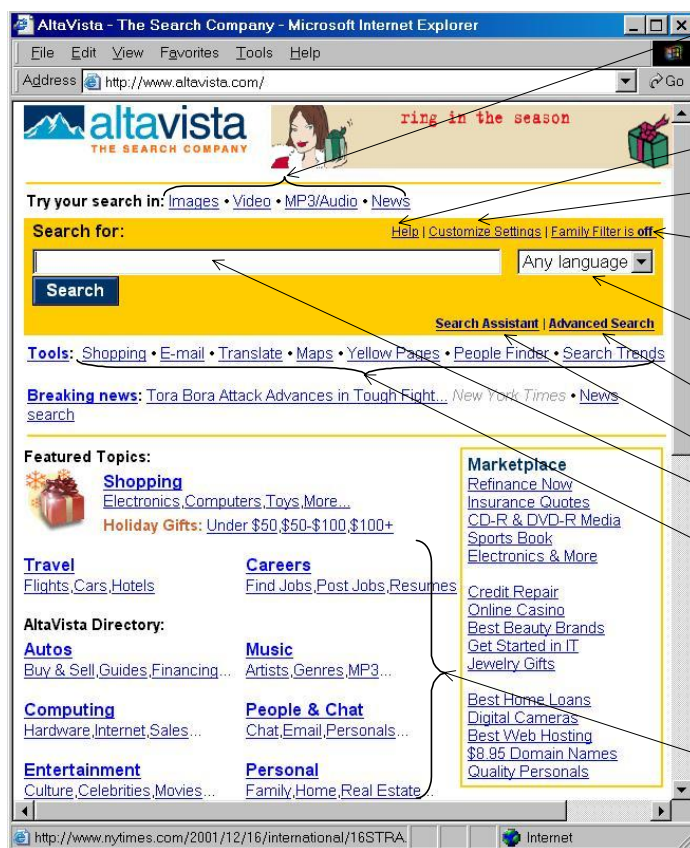 AltaVista - The Search Company - Microsoft Internet Explorer
File Edit View Favorites Tools Help
Address http://www.altavista.com/ Go
altavista
THE SEARCH COMPANY
ring in the season
Try your search in: Images • Video • MP3/Audio • News
Search for:
Help | Customize Settings | Family Filter is off
Any language
Search
Search Assistant | Advanced Search
Tools: Shopping • E-mail • Translate • Maps • Yellow Pages • People Finder • Search Trends
Breaking news: Tora Bora Attack Advances in Tough Fight... New York Times • News
search
Featured Topics:
Shopping
Electronics,Computers,Toys,More...
Holiday Gifts: Under $50,$50-$100,$100+
Travel
Flights,Cars,Hotels
Careers
Find Jobs,Post Jobs,Resumes
AltaVista Directory:
Autos
Buy & Sell,Guides,Financing...
Music
Artists,Genres,MP3...
Computing
Hardware,Internet,Sales...
People & Chat
Chat,Email,Personals...
Entertainment
Culture,Celebrities,Movies...
Personal
Family,Home,Real Estate...
Marketplace
Refinance Now
Insurance Quotes
CD-R & DVD-R Media
Sports Book
Electronics & More
Credit Repair
Online Casino
Best Beauty Brands
Get Started in IT
Jewelry Gifts
Best Home Loans
Digital Cameras
Best Web Hosting
$8.95 Domain Names
Quality Personals
http://www.nytimes.com/2001/12/16/international/16STRA.
Internet